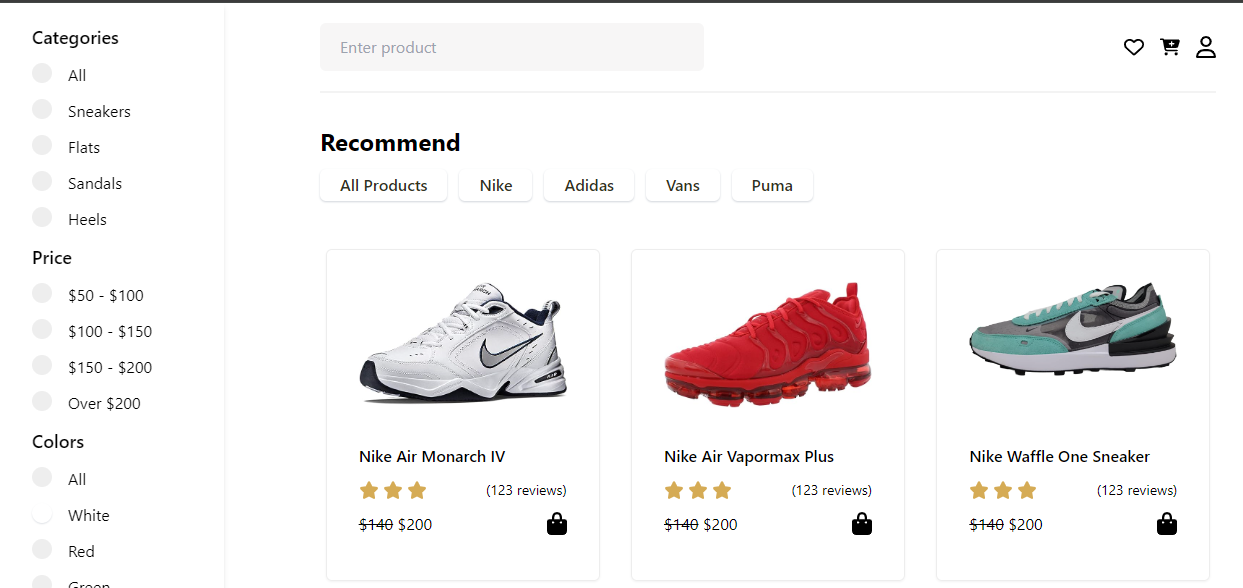 Categories
All
Sneakers
Flats
Sandals
Heels
Price
$50 - $100
$100 - $150
$150 - $200
Over $200
Colors
All
White
Red
Green
Enter product
Recommend
All Products
Nike
Adidas
Vans
Puma
Nike Air Monarch IV
(123 reviews)
$140 $200
Nike Air Vapormax Plus
(123 reviews)
$140 $200
Nike Waffle One Sneaker
(123 reviews)
$140 $200